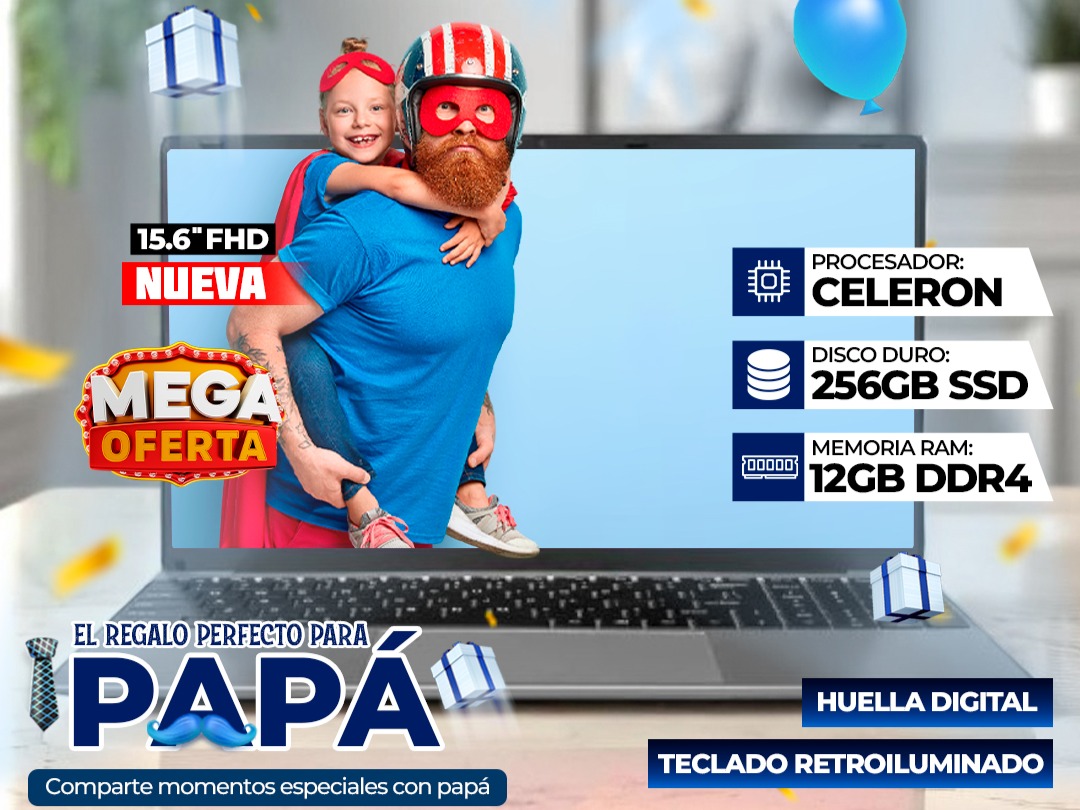 15.6" FHD
NUEVA
MEGA
OFERTA
PROCESADOR:
CELERON
DISCO DURO:
256GB SSD
MEMORIA RAM:
12GB DDR4
EL REGALO PERFECTO PARA
PAPÁ
Comparte momentos especiales con papá
HUELLA DIGITAL
TECLADO RETROILUMINADO